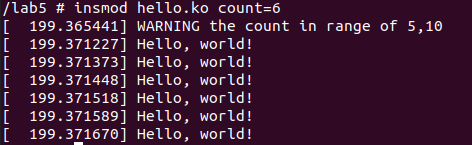 /lab5 # insmod hello.ko count=6
[  199.365441] WARNING the count in range of 5,10
[  199.371227] Hello, world!
[  199.371373] Hello, world!
[  199.371448] Hello, world!
[  199.371518] Hello, world!
[  199.371589] Hello, world!
[  199.371670] Hello, world!